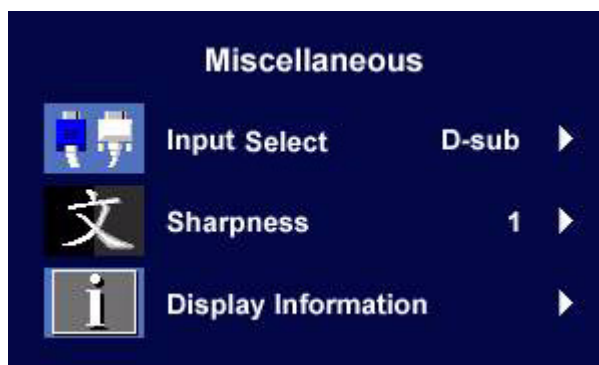 Miscellaneous
Input Select D-sub
文 Sharpness 1
i Display Information